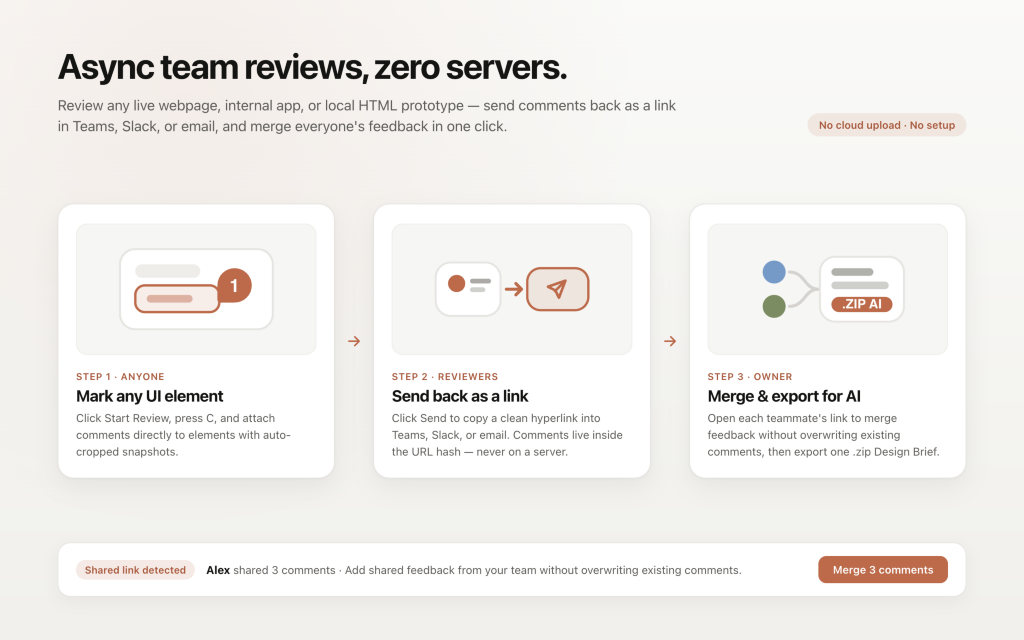 Async team reviews, zero servers.
Review any live webpage, internal app, or local HTML prototype — send comments back as a link
in Teams, Slack, or email, and merge everyone's feedback in one click.
No cloud upload · No setup
1
STEP 1 · ANYONE
Mark any UI element
Click Start Review, press C, and attach
comments directly to elements with auto-
cropped snapshots.
→
STEP 2 · REVIEWERS
Send back as a link
Click Send to copy a clean hyperlink into
Teams, Slack, or email. Comments live inside
the URL hash — never on a server.
→
.ZIP AI
STEP 3 · OWNER
Merge & export for AI
Open each teammate's link to merge
feedback without overwriting existing
comments, then export one .zip Design Brief.
Shared link detected
Alex shared 3 comments · Add shared feedback from your team without overwriting existing comments.
Merge 3 comments